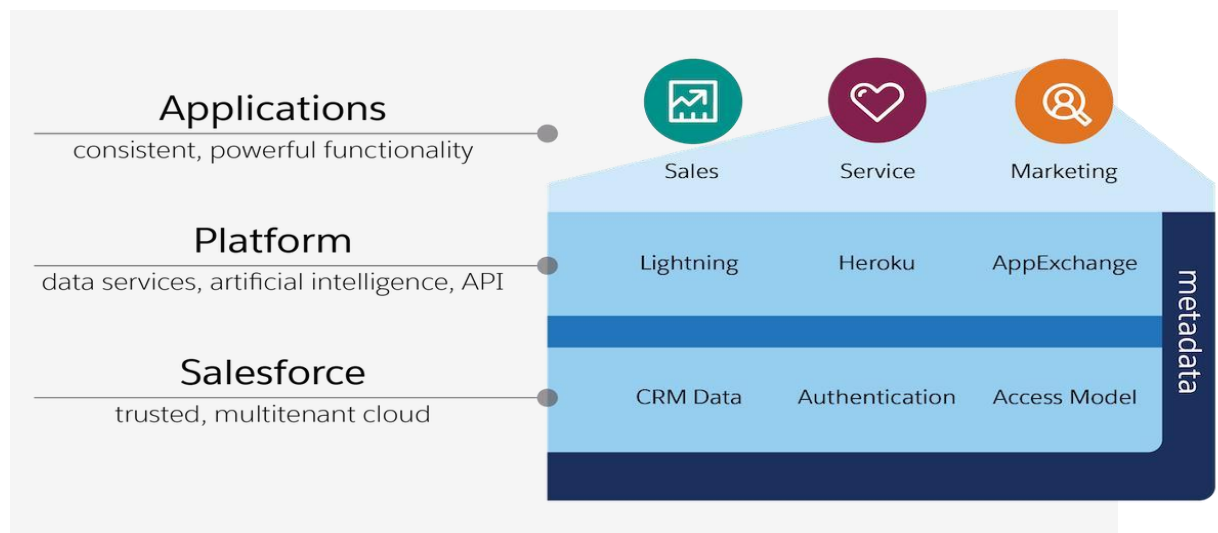 Applications
consistent, powerful functionality
Sales
Service
Marketing
Platform
data services, artificial intelligence, API
Lightning
Heroku
AppExchange
Salesforce
trusted, multitenant cloud
CRM Data
Authentication
Access Model
metadata